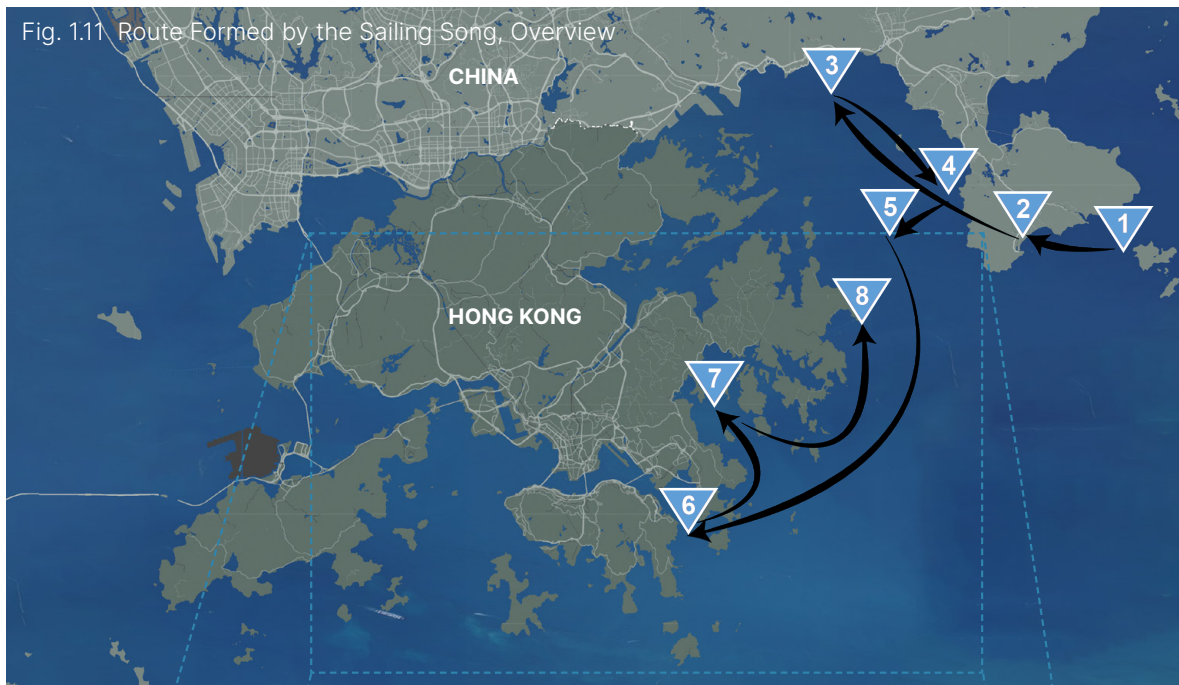 Fig. 1.11 Route Formed by the Sailing Song, Overview
CHINA
3
4
5
2
1
HONG KONG
8
7
6